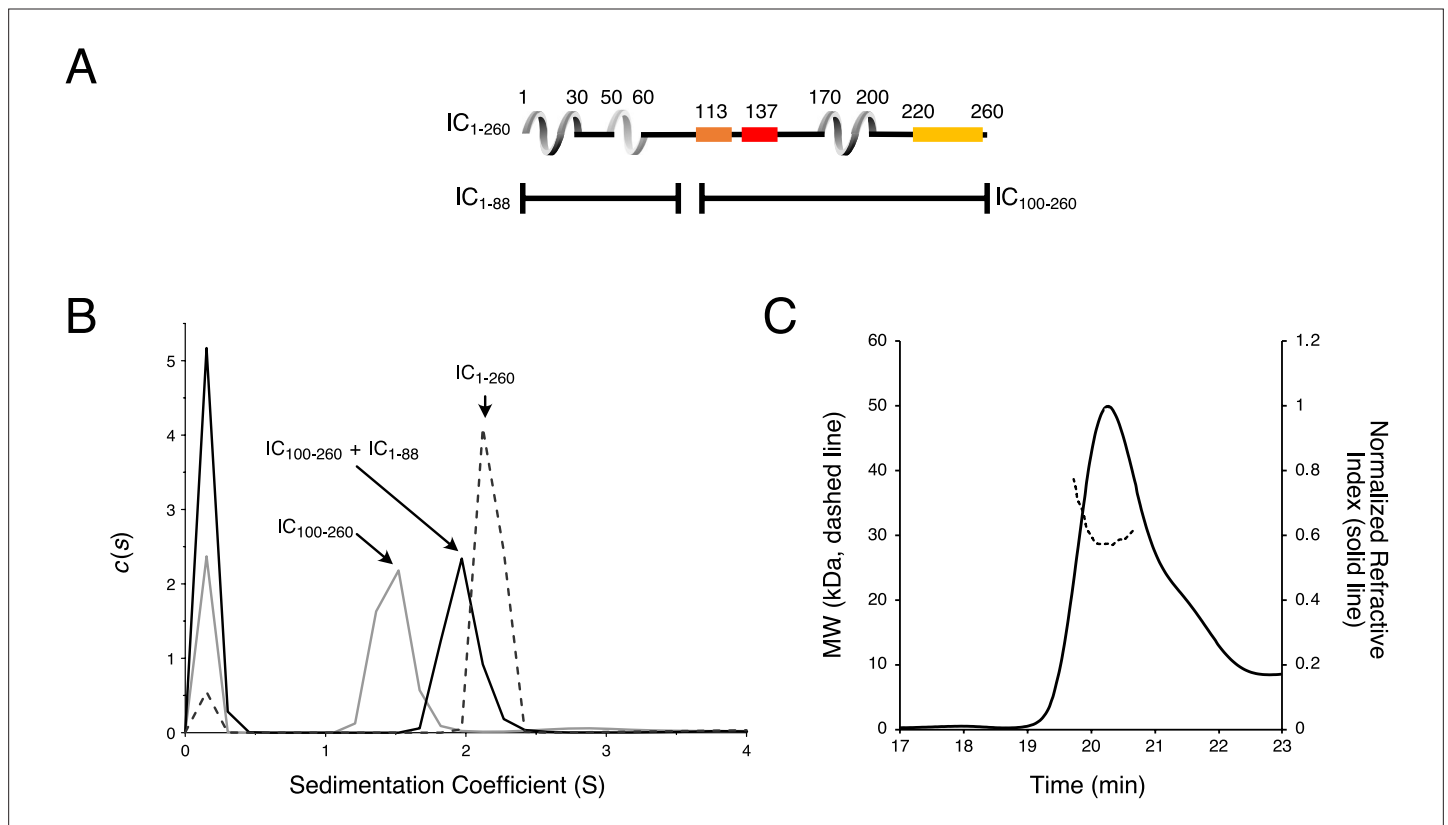 A
1 30 50 60 113 137 170 200 220 260
IC1-260
IC1-88
IC100-260
B
5
4
3
2
1
0
c(s)
IC1-260
IC100-260 + IC1-88
IC100-260
0 1 2 3 4
Sedimentation Coefficient (S)
C
60
50
40
30
20
10
0
MW (kDa, dashed line)
1.2
1
0.8
0.6
0.4
0.2
0
Normalized Refractive
Index (solid line)
17 18 19 20 21 22 23
Time (min)